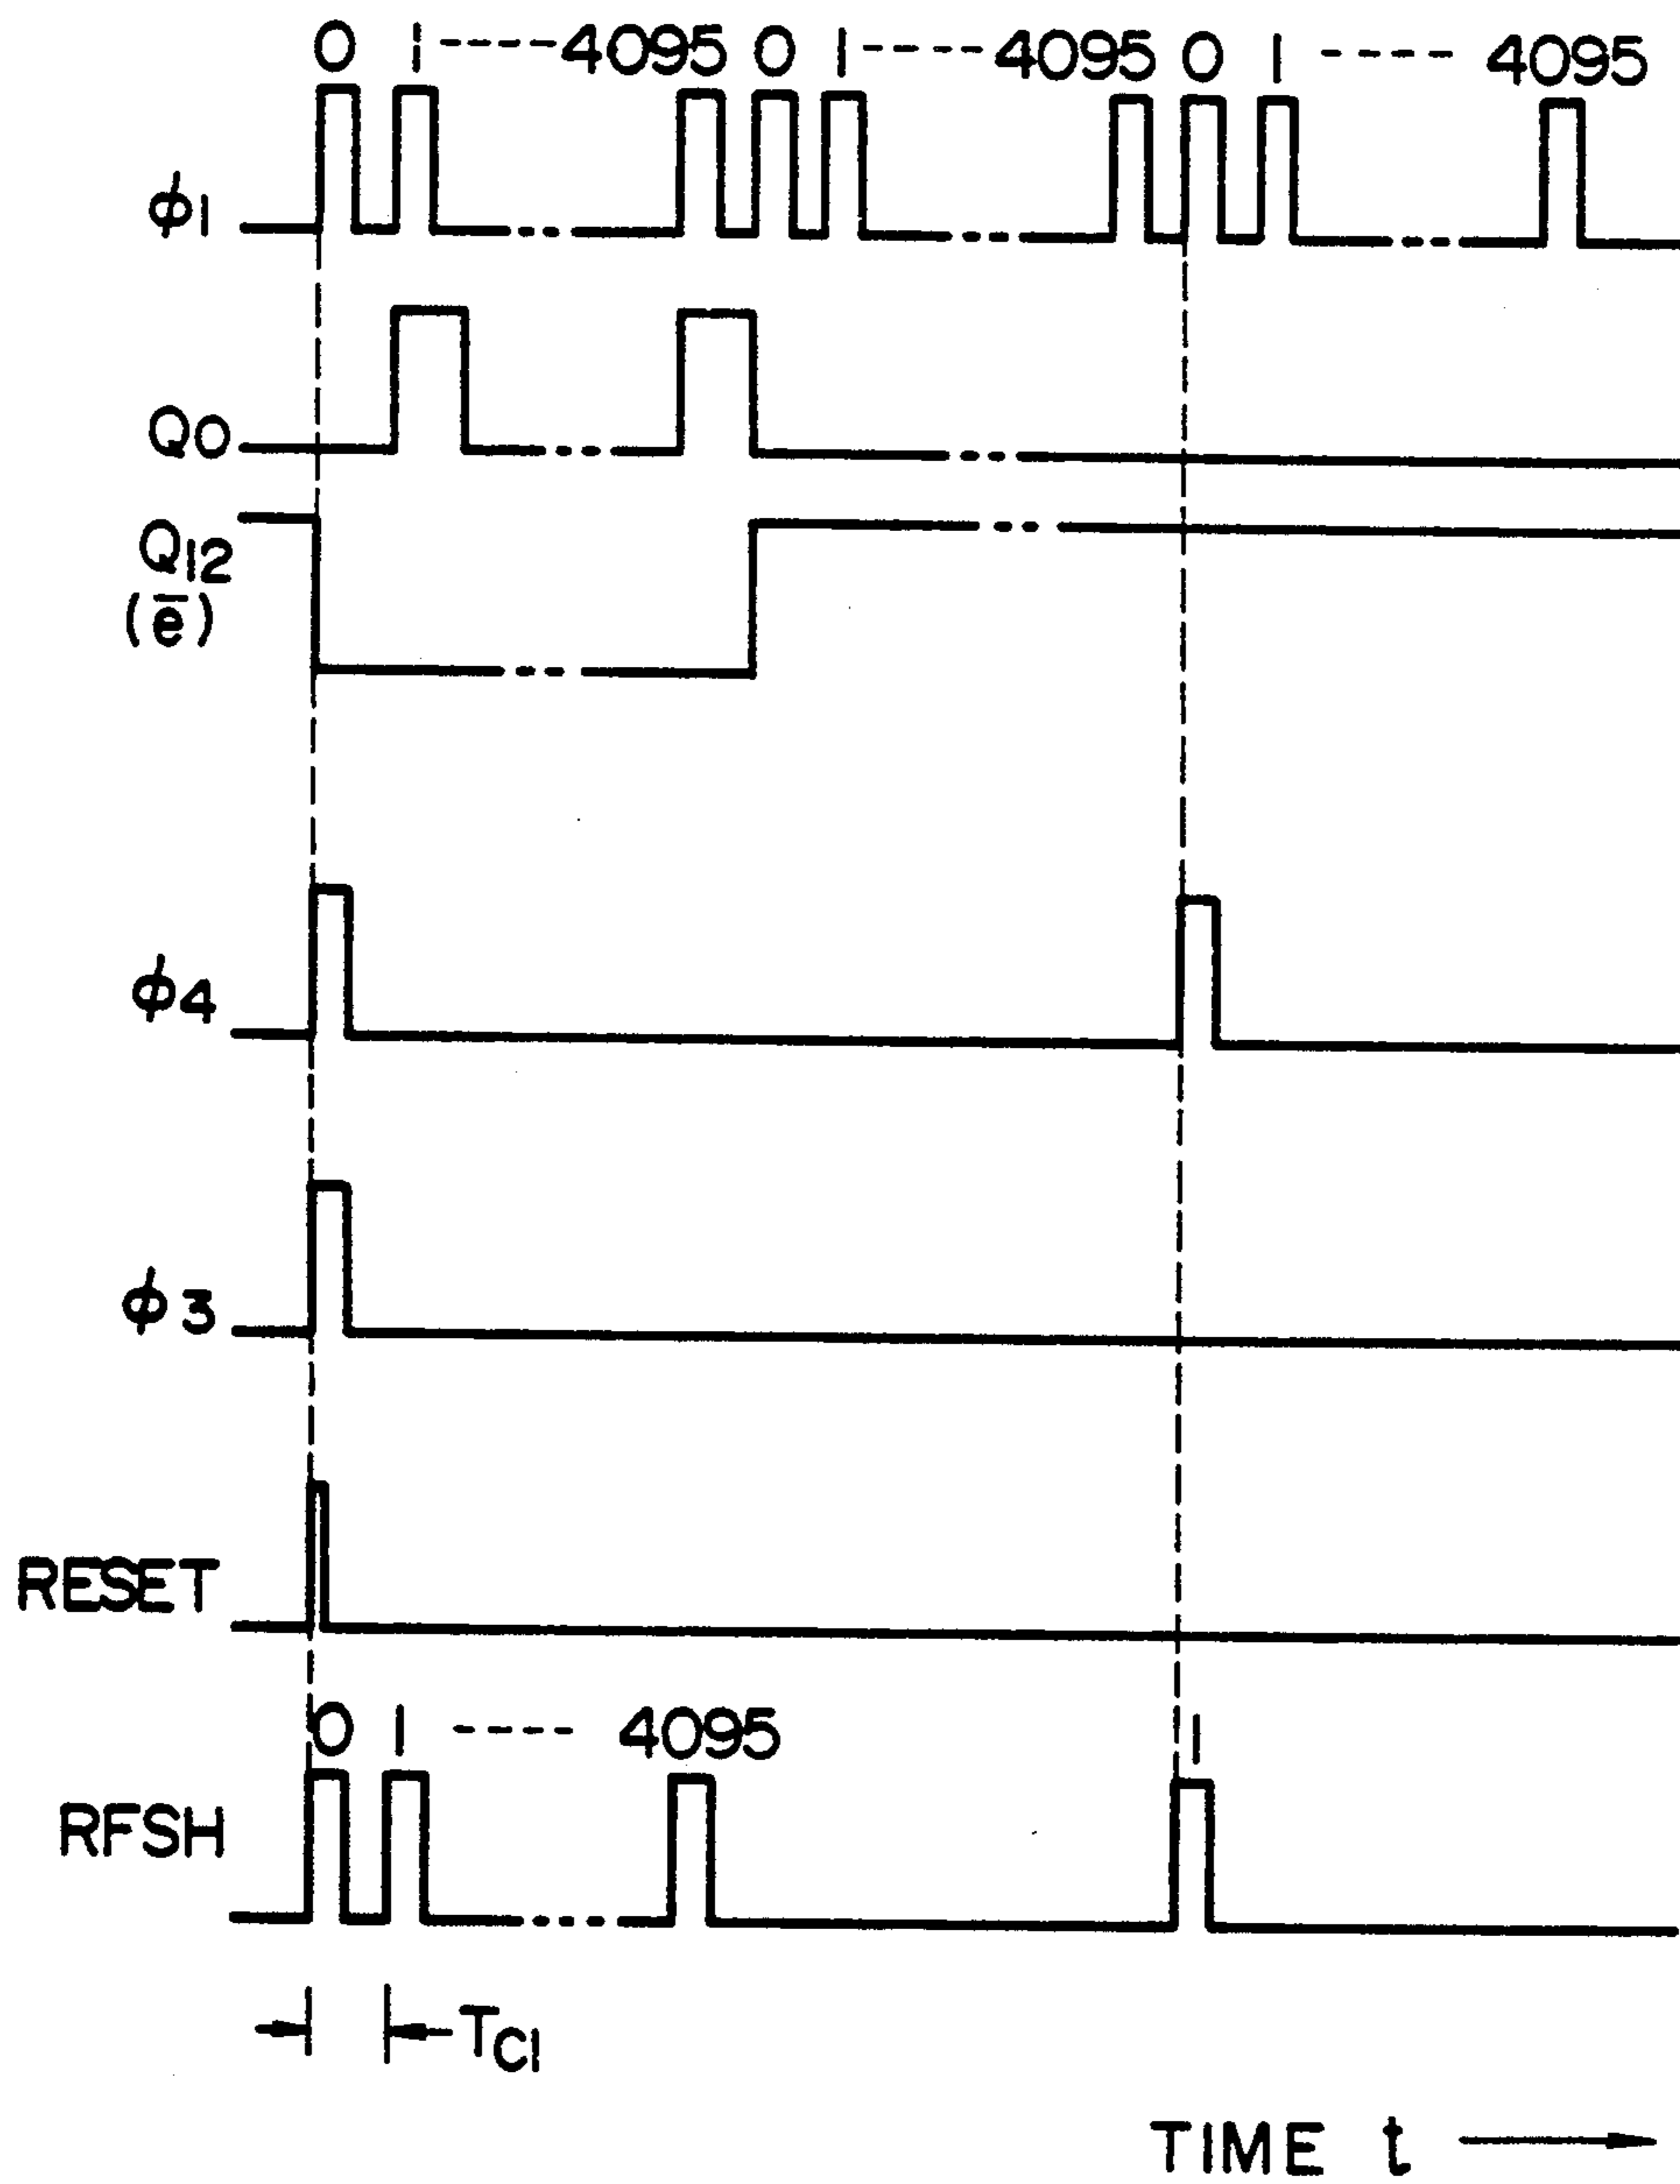 0 1 ----- 4095 0 1 ----- 4095 0 1 ---- 4095
ϕ1
Q0
Q12
(e̅)
ϕ4
ϕ3
RESET
0 1 ---- 4095 1
RFSH
TC1
TIME t